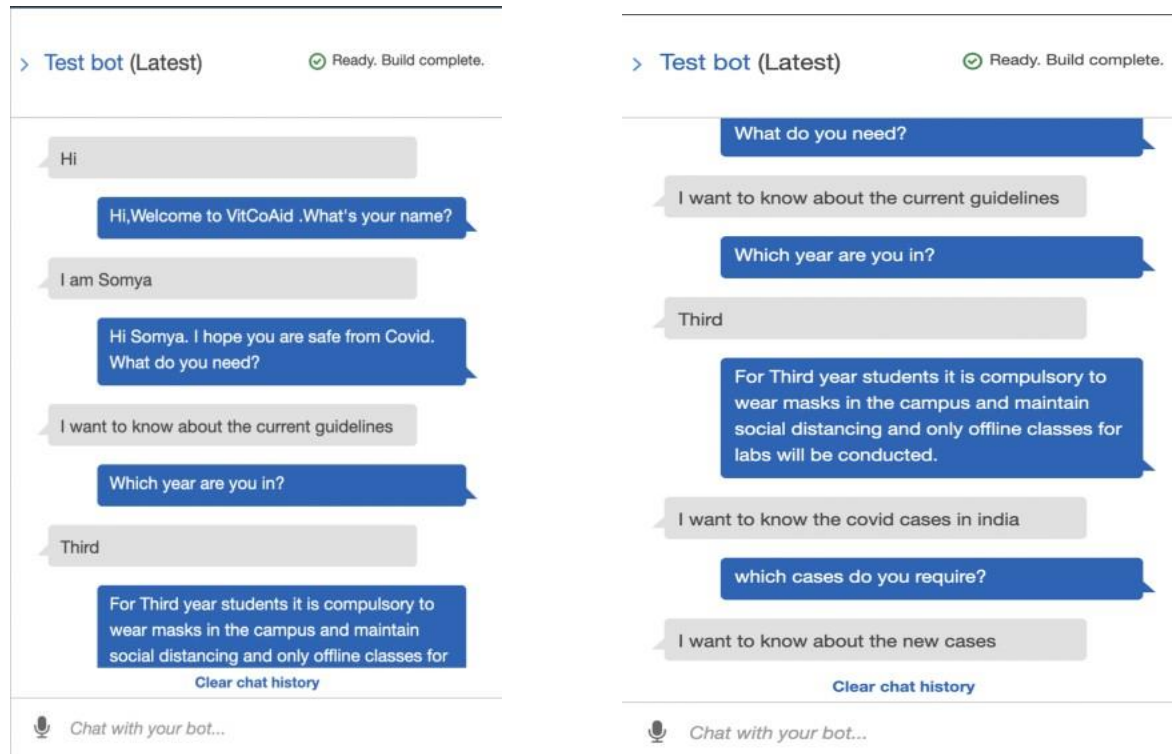 > Test bot (Latest)
Ready. Build complete.
Hi
Hi,Welcome to VitCoAid .What's your name?
I am Somya
Hi Somya. I hope you are safe from Covid.
What do you need?
I want to know about the current guidelines
Which year are you in?
Third
For Third year students it is compulsory to
wear masks in the campus and maintain
social distancing and only offline classes for
Clear chat history
Chat with your bot...
> Test bot (Latest)
Ready. Build complete.
What do you need?
I want to know about the current guidelines
Which year are you in?
Third
For Third year students it is compulsory to
wear masks in the campus and maintain
social distancing and only offline classes for
labs will be conducted.
I want to know the covid cases in india
which cases do you require?
I want to know about the new cases
Clear chat history
Chat with your bot...